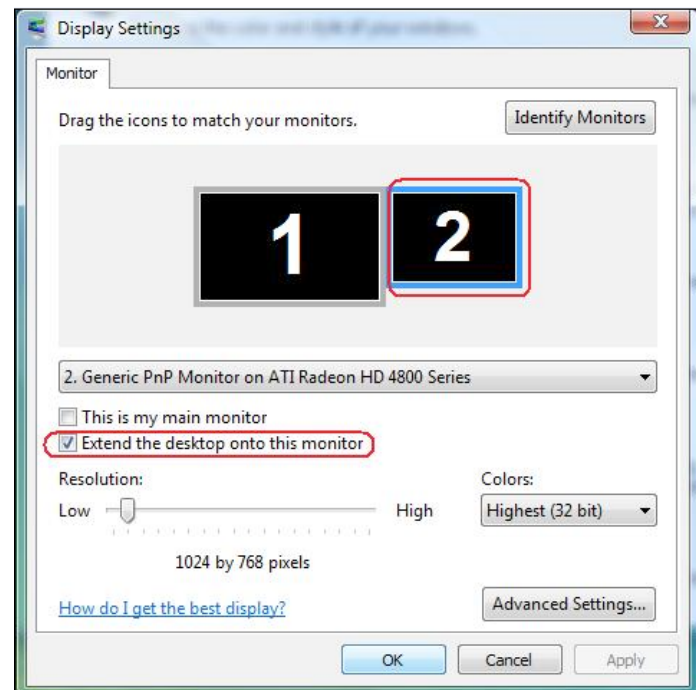 Display Settings
Monitor
Drag the icons to match your monitors.
Identify Monitors
1
2
2. Generic PnP Monitor on ATI Radeon HD 4800 Series
This is my main monitor
Extend the desktop onto this monitor
Resolution:
Colors:
Low
High
Highest (32 bit)
1024 by 768 pixels
How do I get the best display?
Advanced Settings...
OK
Cancel
Apply